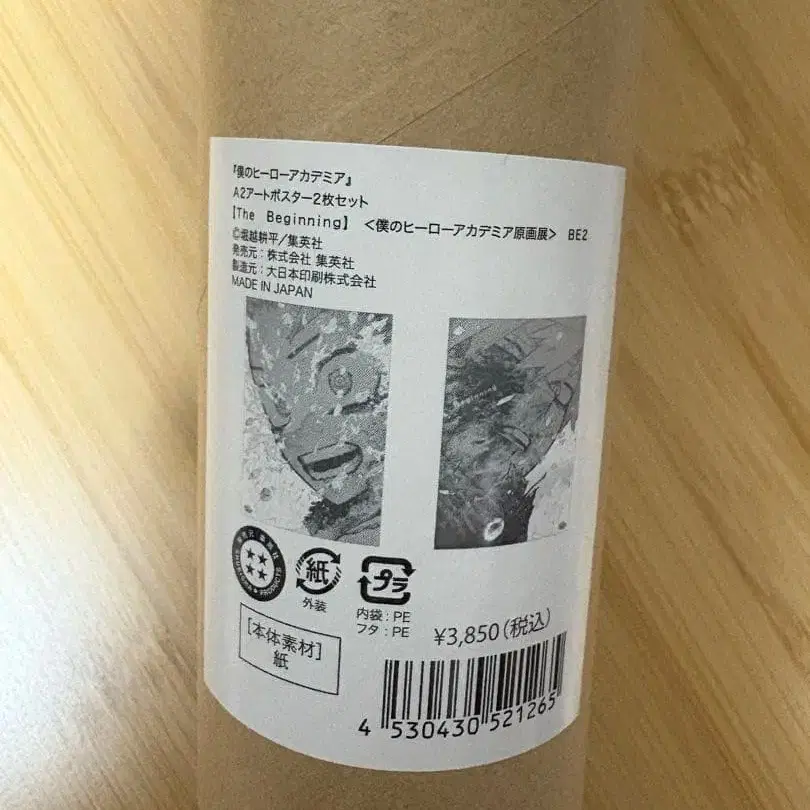 『僕のヒーローアカデミア』
A2アートポスター2枚セット
【The Beginning】 <僕のヒーローアカデミア原画展> BE2
©堀越耕平/集英社
発売元:株式会社 集英社
製造元:大日本印刷株式会社
MADE IN JAPAN
紙
外装
プラ
内袋:PE
フタ:PE
[本体素材]
紙
¥3,850(税込)
4 530430 521265